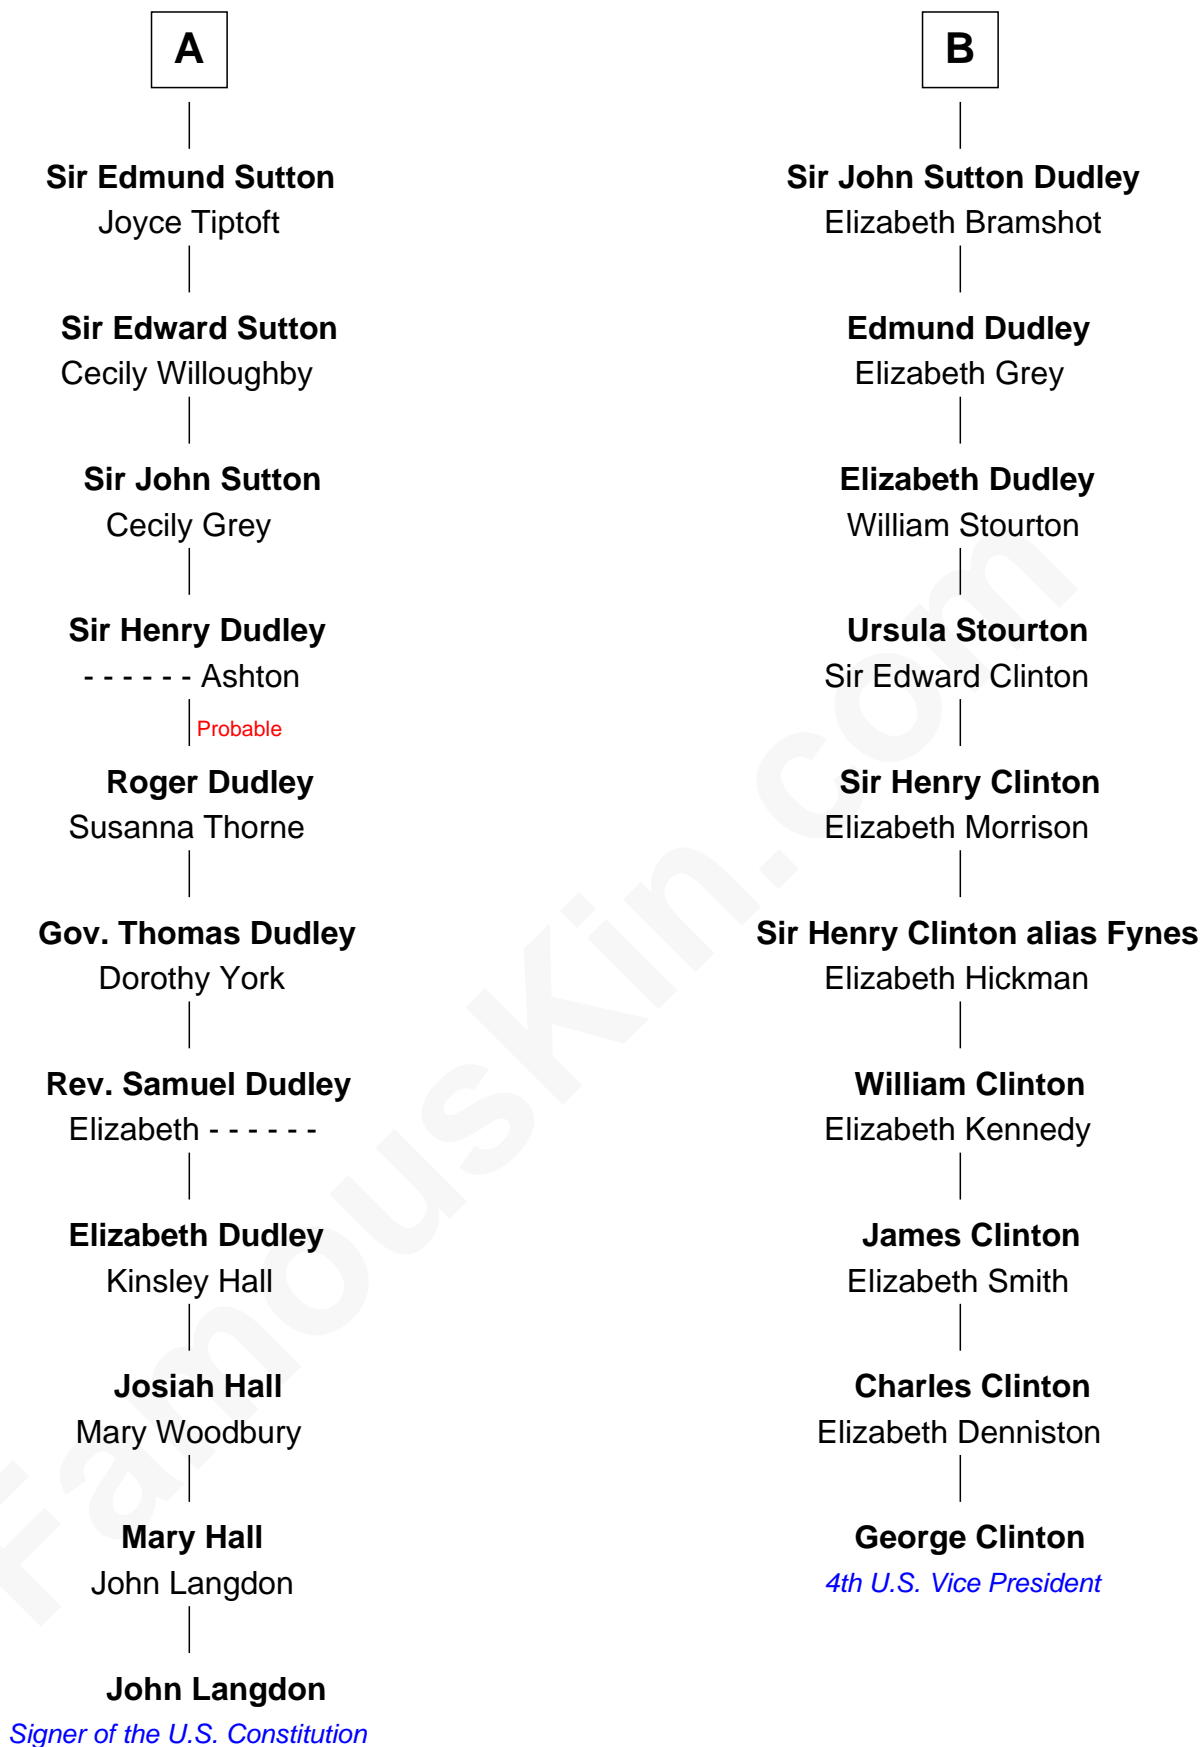 A
Sir Edmund Sutton
Joyce Tiptoft
Sir Edward Sutton
Cecily Willoughby
Sir John Sutton
Cecily Grey
Sir Henry Dudley
- - - - - - Ashton
Probable
Roger Dudley
Susanna Thorne
Gov. Thomas Dudley
Dorothy York
Rev. Samuel Dudley
Elizabeth - - - - - -
Elizabeth Dudley
Kinsley Hall
Josiah Hall
Mary Woodbury
Mary Hall
John Langdon
John Langdon
Signer of the U.S. Constitution
B
Sir John Sutton Dudley
Elizabeth Bramshot
Edmund Dudley
Elizabeth Grey
Elizabeth Dudley
William Stourton
Ursula Stourton
Sir Edward Clinton
Sir Henry Clinton
Elizabeth Morrison
Sir Henry Clinton alias Fynes
Elizabeth Hickman
William Clinton
Elizabeth Kennedy
James Clinton
Elizabeth Smith
Charles Clinton
Elizabeth Denniston
George Clinton
4th U.S. Vice President
FamousKin.com